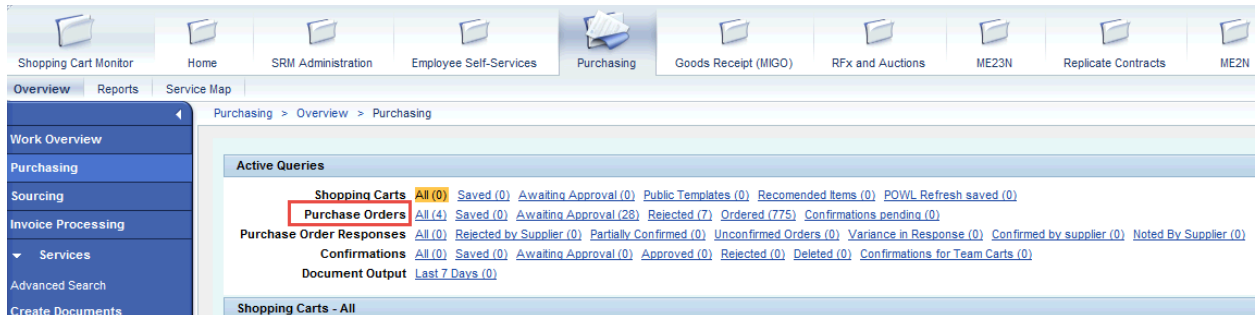 Shopping Cart Monitor Home SRM Administration Employee Self-Services Purchasing Goods Receipt (MIGO) RFx and Auctions ME23N Replicate Contracts ME2N
Overview Reports Service Map
Purchasing > Overview > Purchasing
Work Overview
Purchasing Active Queries
Sourcing Shopping Carts All (0) Saved (0) Awaiting Approval (0) Public Templates (0) Recomended Items (0) POWL Refresh saved (0)
Purchase Orders All (4) Saved (0) Awaiting Approval (28) Rejected (7) Ordered (775) Confirmations pending (0)
Invoice Processing Purchase Order Responses All (0) Rejected by Supplier (0) Partially Confirmed (0) Unconfirmed Orders (0) Variance in Response (0) Confirmed by supplier (0) Noted By Supplier (0)
Services Confirmations All (0) Saved (0) Awaiting Approval (0) Approved (0) Rejected (0) Deleted (0) Confirmations for Team Carts (0)
Document Output Last 7 Days (0)
Advanced Search
Create Documents Shopping Carts - All